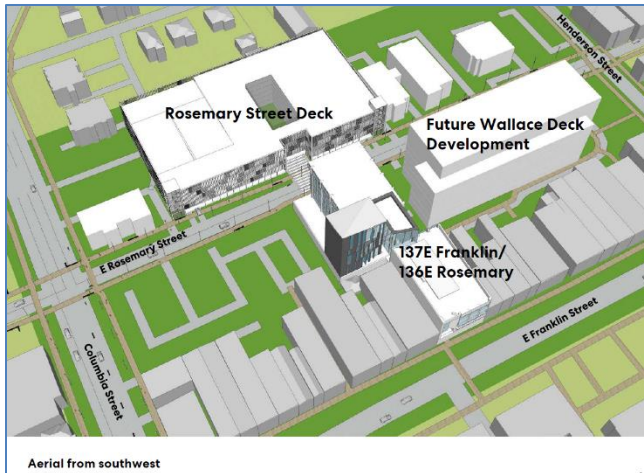 Henderson Street
Rosemary Street Deck
Future Wallace Deck
Development
E Rosemary Street
137E Franklin/
136E Rosemary
Columbia Street
E Franklin Street
Aerial from southwest